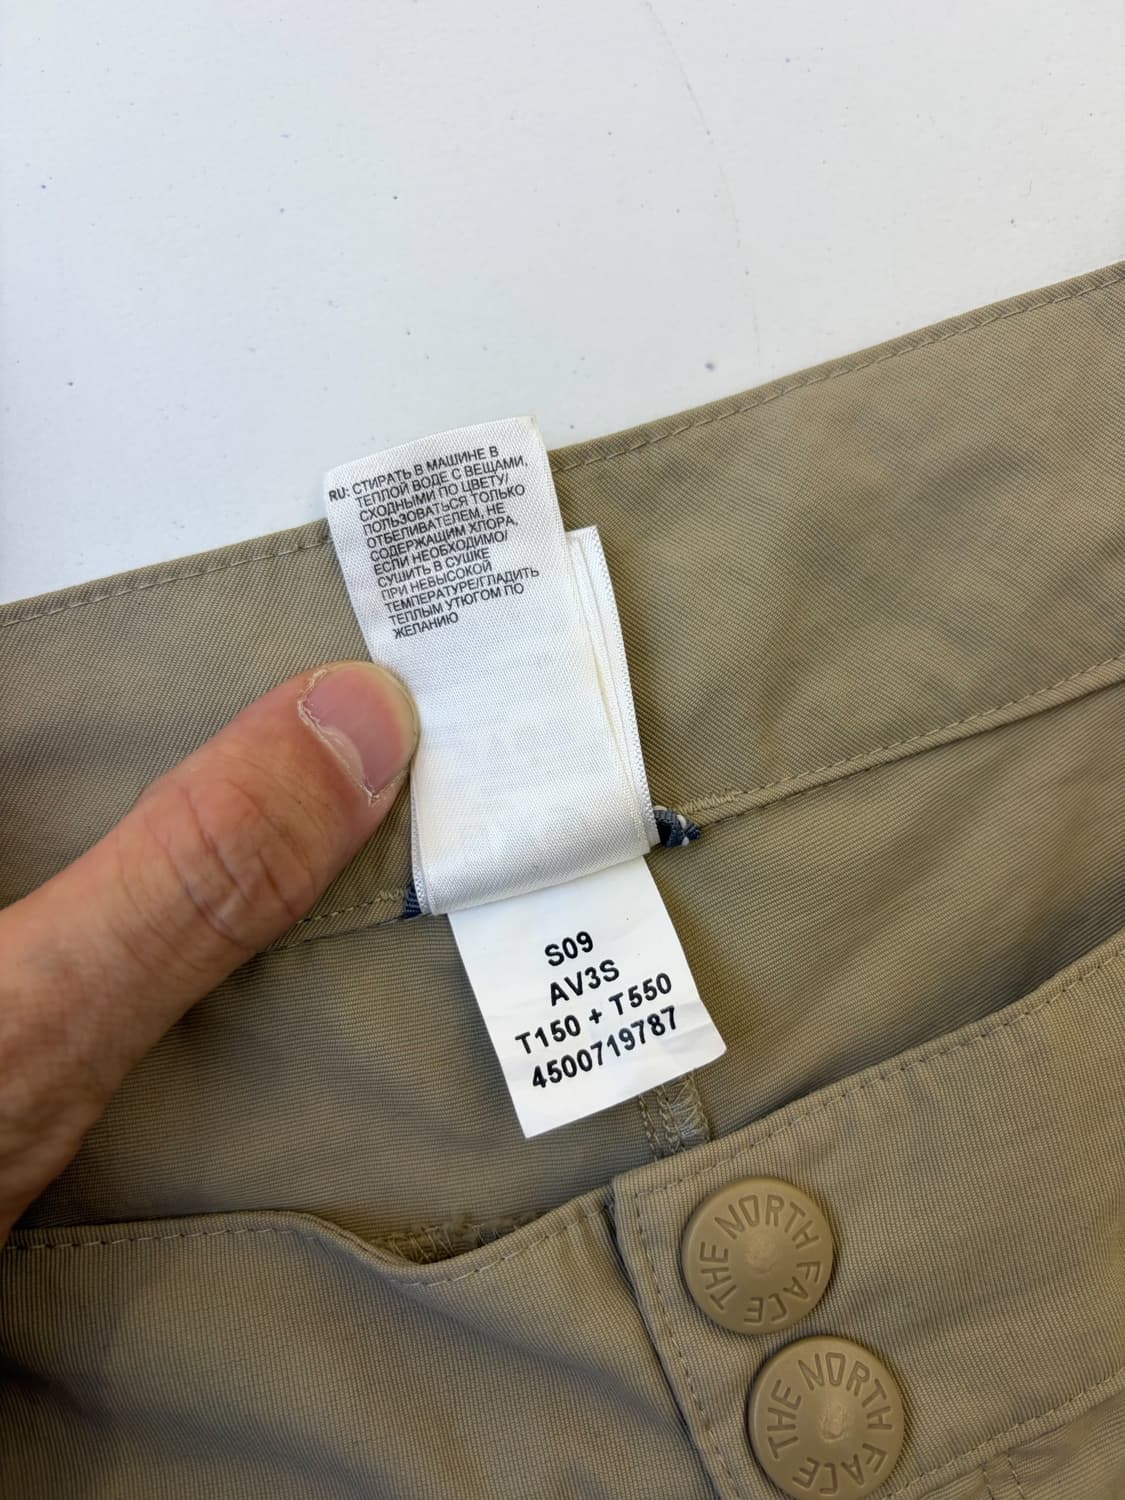 RU: СТИРАТЬ В МАШИНЕ В
ТЕПЛОЙ ВОДЕ С ВЕЩАМИ,
СХОДНЫМИ ПО ЦВЕТУ/
ПОЛЬЗОВАТЬСЯ ТОЛЬКО
ОТБЕЛИВАТЕЛЕМ, НЕ
СОДЕРЖАЩИМ ХЛОРА,
ЕСЛИ НЕОБХОДИМО/
СУШИТЬ В СУШКЕ
ПРИ НЕВЫСОКОЙ
ТЕМПЕРАТУРЕ/ГЛАДИТЬ
ТЕПЛЫМ УТЮГОМ ПО
ЖЕЛАНИЮ
S09
AV3S
T150 + T550
4500719787
THE NORTH FACE
THE NORTH FACE